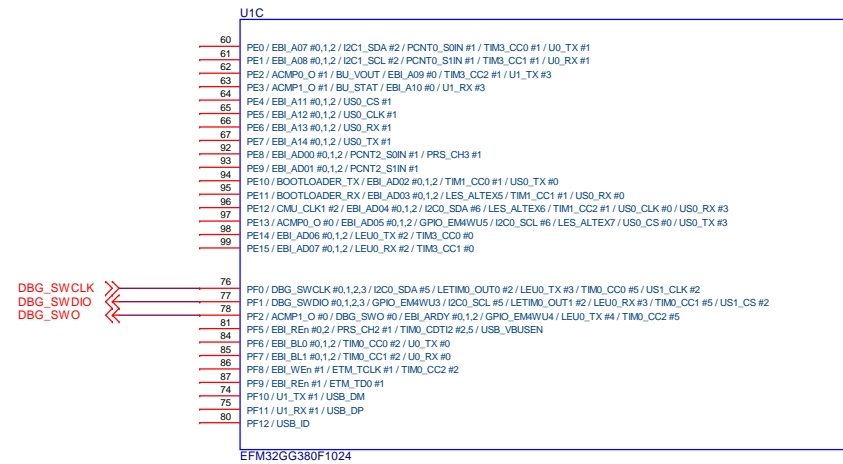 U1C
60 PE0 / EBI_A07 #0,1,2 / I2C1_SDA #2 / PCNT0_S0IN #1 / TIM3_CC0 #1 / U0_TX #1
61 PE1 / EBI_A08 #0,1,2 / I2C1_SCL #2 / PCNT0_S1IN #1 / TIM3_CC1 #1 / U0_RX #1
62 PE2 / ACMP0_O #1 / BU_VOUT / EBI_A09 #0 / TIM3_CC2 #1 / U1_TX #3
63 PE3 / ACMP1_O #1 / BU_STAT / EBI_A10 #0 / U1_RX #3
64 PE4 / EBI_A11 #0,1,2 / US0_CS #1
65 PE5 / EBI_A12 #0,1,2 / US0_CLK #1
66 PE6 / EBI_A13 #0,1,2 / US0_RX #1
67 PE7 / EBI_A14 #0,1,2 / US0_TX #1
92 PE8 / EBI_AD00 #0,1,2 / PCNT2_S0IN #1 / PRS_CH3 #1
93 PE9 / EBI_AD01 #0,1,2 / PCNT2_S1IN #1
94 PE10 / BOOTLOADER_TX / EBI_AD02 #0,1,2 / TIM1_CC0 #1 / US0_TX #0
95 PE11 / BOOTLOADER_RX / EBI_AD03 #0,1,2 / LES_ALTEX5 / TIM1_CC1 #1 / US0_RX #0
96 PE12 / CMU_CLK1 #2 / EBI_AD04 #0,1,2 / I2C0_SDA #6 / LES_ALTEX6 / TIM1_CC2 #1 / US0_CLK #0 / US0_RX #3
97 PE13 / ACMP0_O #0 / EBI_AD05 #0,1,2 / GPIO_EM4WU5 / I2C0_SCL #6 / LES_ALTEX7 / US0_CS #0 / US0_TX #3
98 PE14 / EBI_AD06 #0,1,2 / LEU0_TX #2 / TIM3_CC0 #0
99 PE15 / EBI_AD07 #0,1,2 / LEU0_RX #2 / TIM3_CC1 #0
DBG_SWCLK 76 PF0 / DBG_SWCLK #0,1,2,3 / I2C0_SDA #5 / LETIM0_OUT0 #2 / LEU0_TX #3 / TIM0_CC0 #5 / US1_CLK #2
DBG_SWDIO 77 PF1 / DBG_SWDIO #0,1,2,3 / GPIO_EM4WU3 / I2C0_SCL #5 / LETIM0_OUT1 #2 / LEU0_RX #3 / TIM0_CC1 #5 / US1_CS #2
DBG_SWO 78 PF2 / ACMP1_O #0 / DBG_SWO #0 / EBI_ARDY #0,1,2 / GPIO_EM4WU4 / LEU0_TX #4 / TIM0_CC2 #5
81 PF5 / EBI_REn #0,2 / PRS_CH2 #1 / TIM0_CDTI2 #2,5 / USB_VBUSEN
84 PF6 / EBI_BL0 #0,1,2 / TIM0_CC0 #2 / U0_TX #0
85 PF7 / EBI_BL1 #0,1,2 / TIM0_CC1 #2 / U0_RX #0
86 PF8 / EBI_WEn #1 / ETM_TCLK #1 / TIM0_CC2 #2
87 PF9 / EBI_REn #1 / ETM_TD0 #1
74 PF10 / U1_TX #1 / USB_DM
75 PF11 / U1_RX #1 / USB_DP
80 PF12 / USB_ID
EFM32GG380F1024